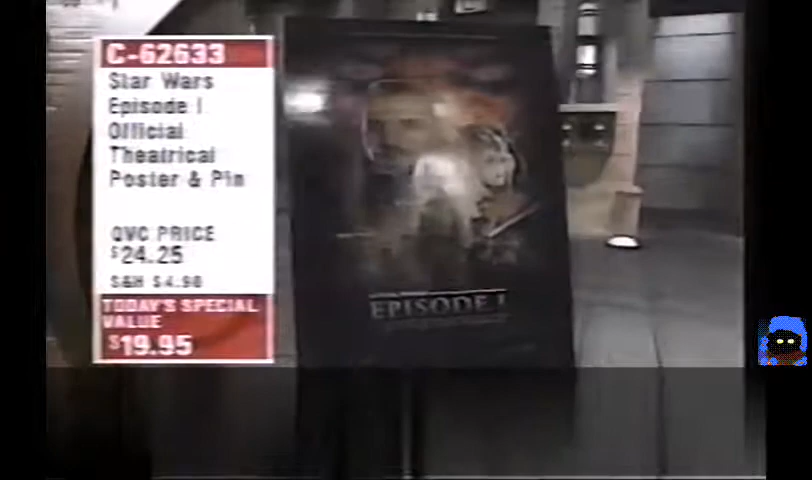 C-62633
Star Wars
Episode I
Official
Theatrical
Poster & Pin
QVC PRICE
$24.25
S&H $4.90
TODAY'S SPECIAL
VALUE
$19.95
EPISODE I